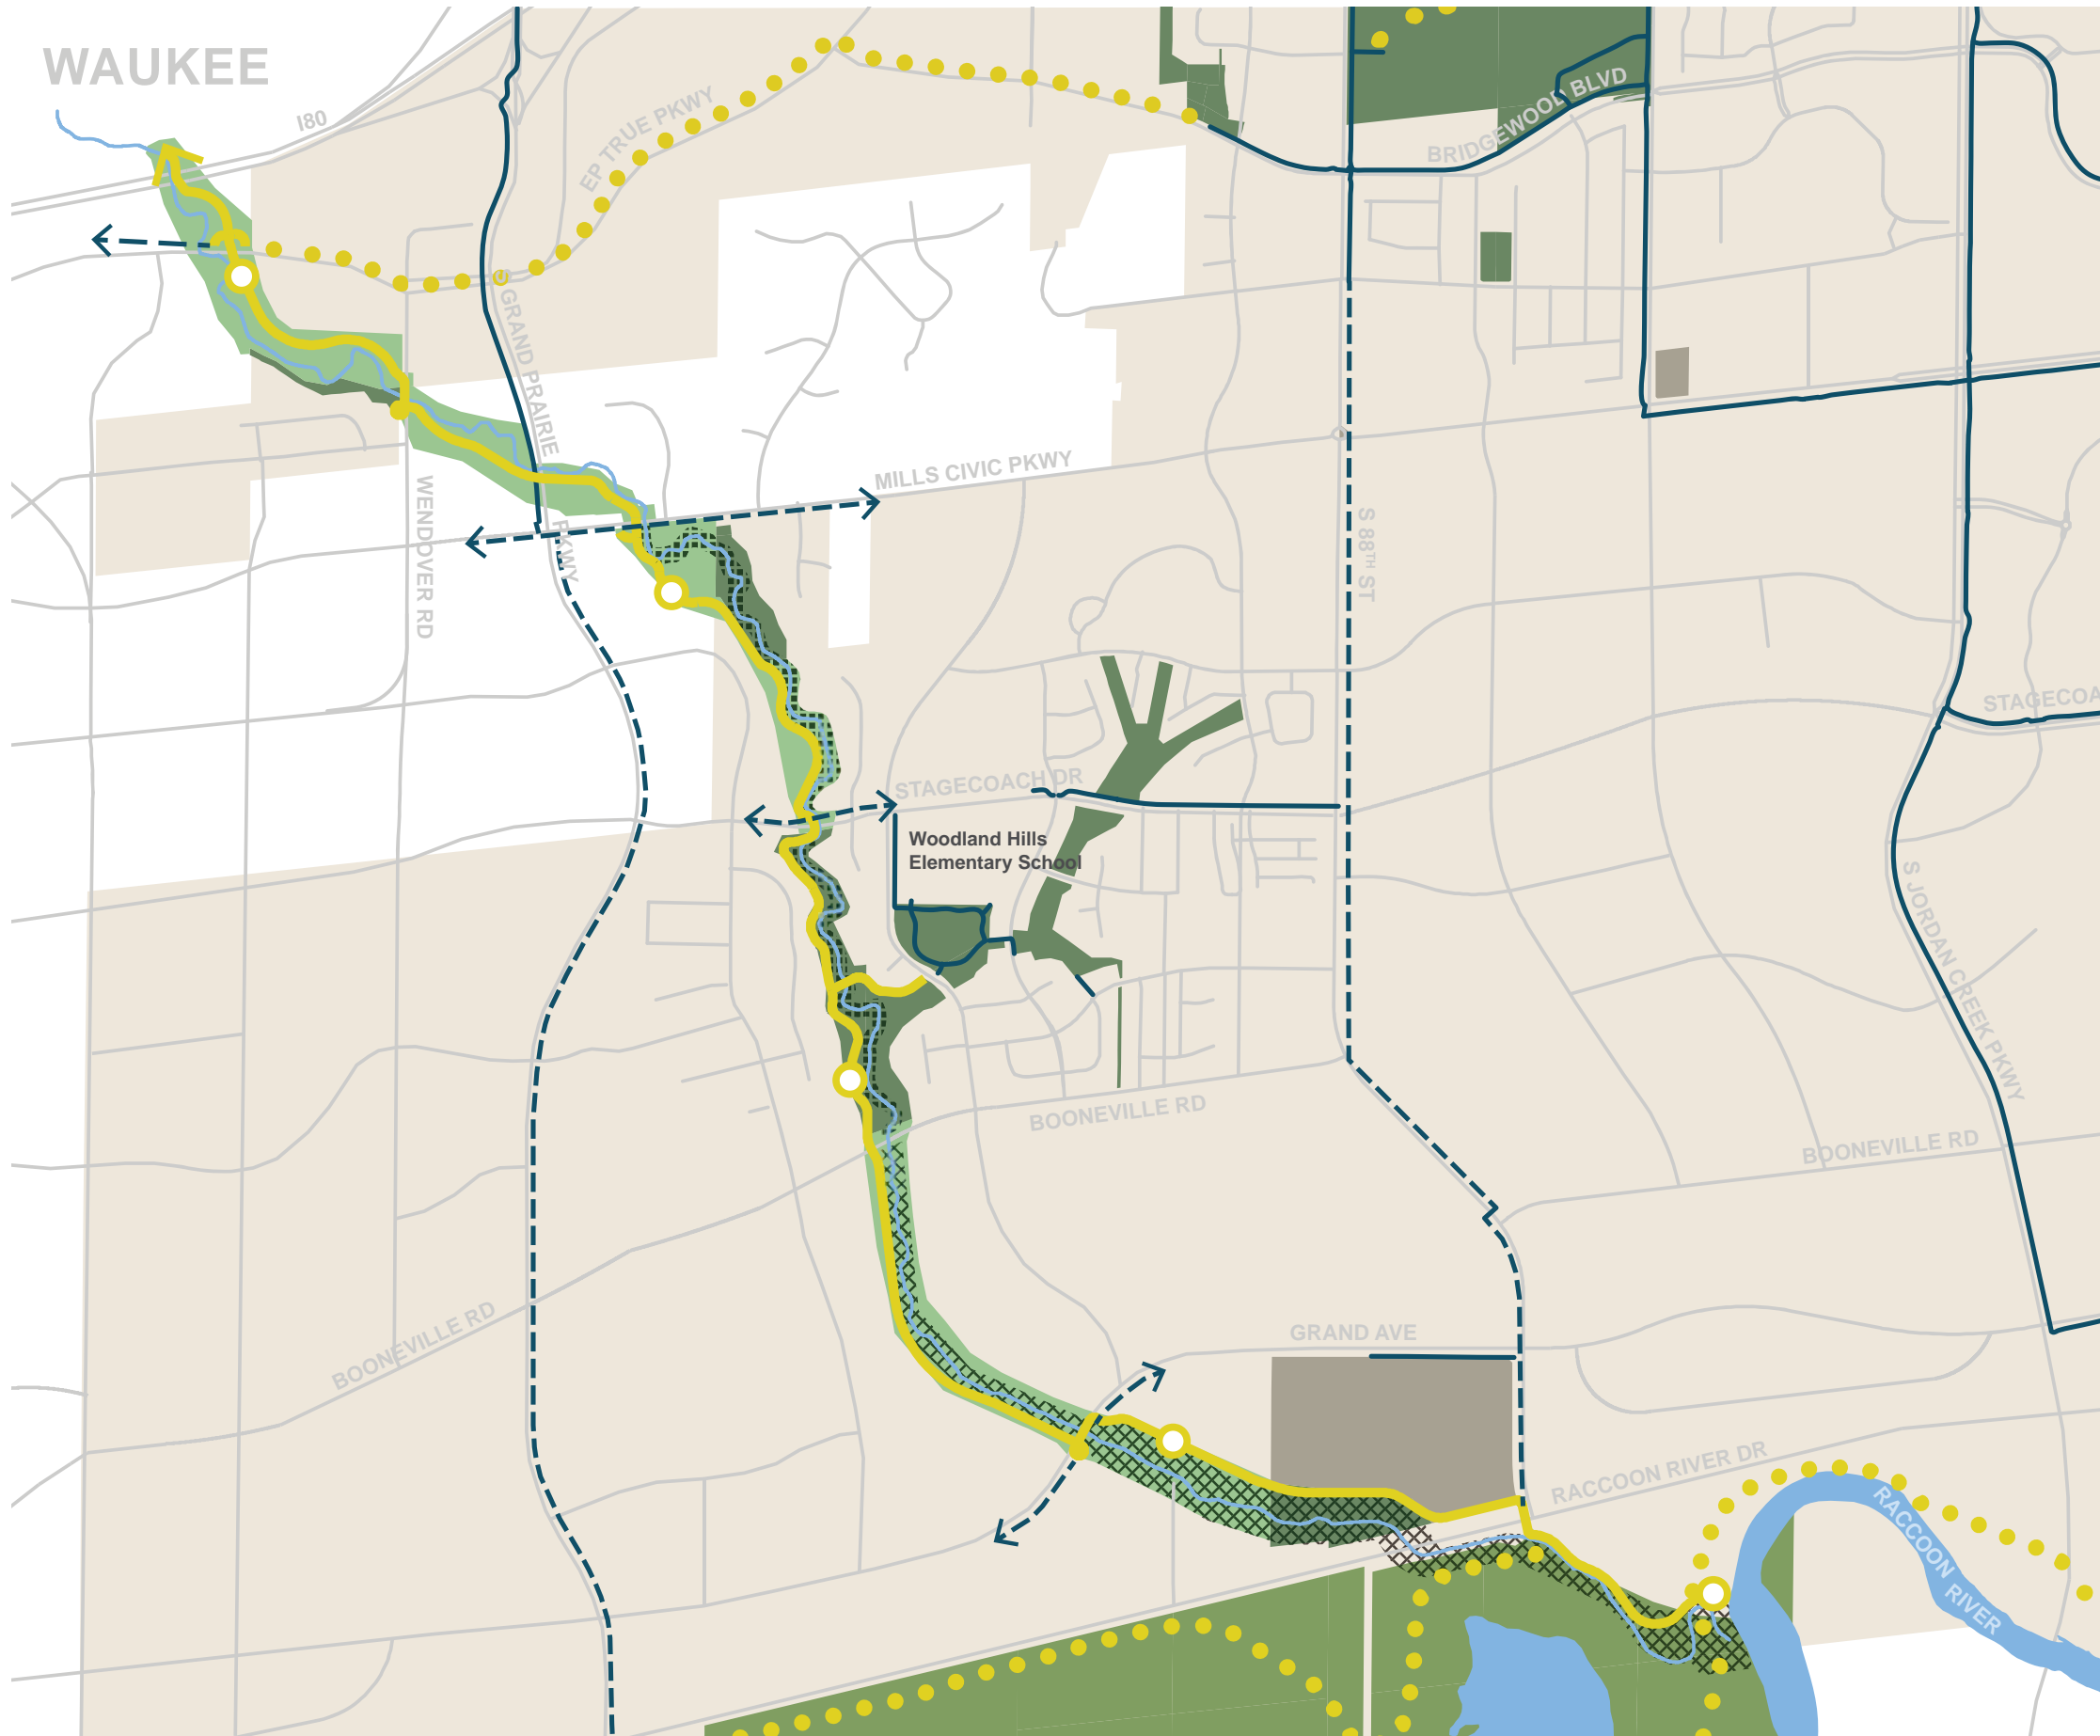 WAUKEE
I80
EP TRUE PKWY
BRIDGEWOOD BLVD
GRAND PRAIRIE
PKWY
MILLS CIVIC PKWY
WENDOVER RD
S 88TH ST
STAGECOA
STAGECOACH DR
Woodland Hills
Elementary School
S JORDAN CREEK PKWY
BOONEVILLE RD
BOONEVILLE RD
BOONEVILLE RD
GRAND AVE
RACCOON RIVER DR
RACCOON RIVER